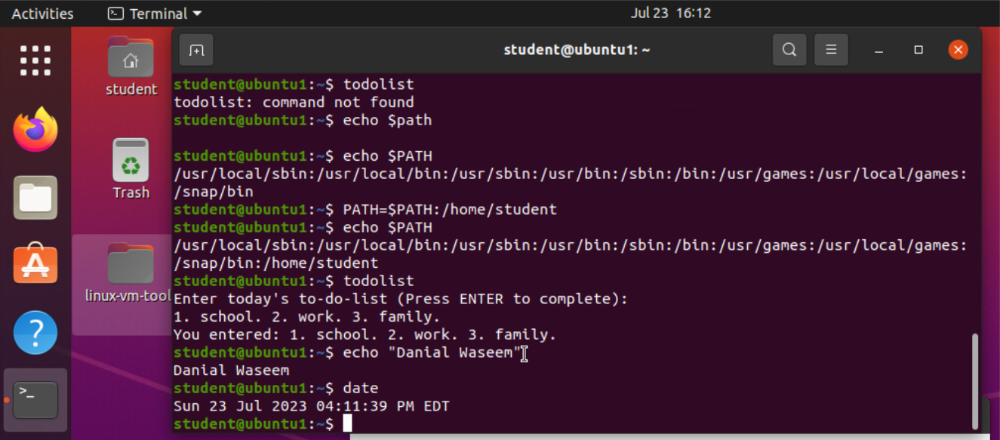 Activities
Terminal
Jul 23 16:12
student@ubuntu1: ~
student
Trash
linux-vm-tool
student@ubuntu1:~$ todolist
todolist: command not found
student@ubuntu1:~$ echo $path
student@ubuntu1:~$ echo $PATH
/usr/local/sbin:/usr/local/bin:/usr/sbin:/usr/bin:/sbin:/bin:/usr/games:/usr/local/games:
/snap/bin
student@ubuntu1:~$ PATH=$PATH:/home/student
student@ubuntu1:~$ echo $PATH
/usr/local/sbin:/usr/local/bin:/usr/sbin:/usr/bin:/sbin:/bin:/usr/games:/usr/local/games:
/snap/bin:/home/student
student@ubuntu1:~$ todolist
Enter today's to-do-list (Press ENTER to complete):
1. school. 2. work. 3. family.
You entered: 1. school. 2. work. 3. family.
student@ubuntu1:~$ echo "Danial Waseem"
Danial Waseem
student@ubuntu1:~$ date
Sun 23 Jul 2023 04:11:39 PM EDT
student@ubuntu1:~$